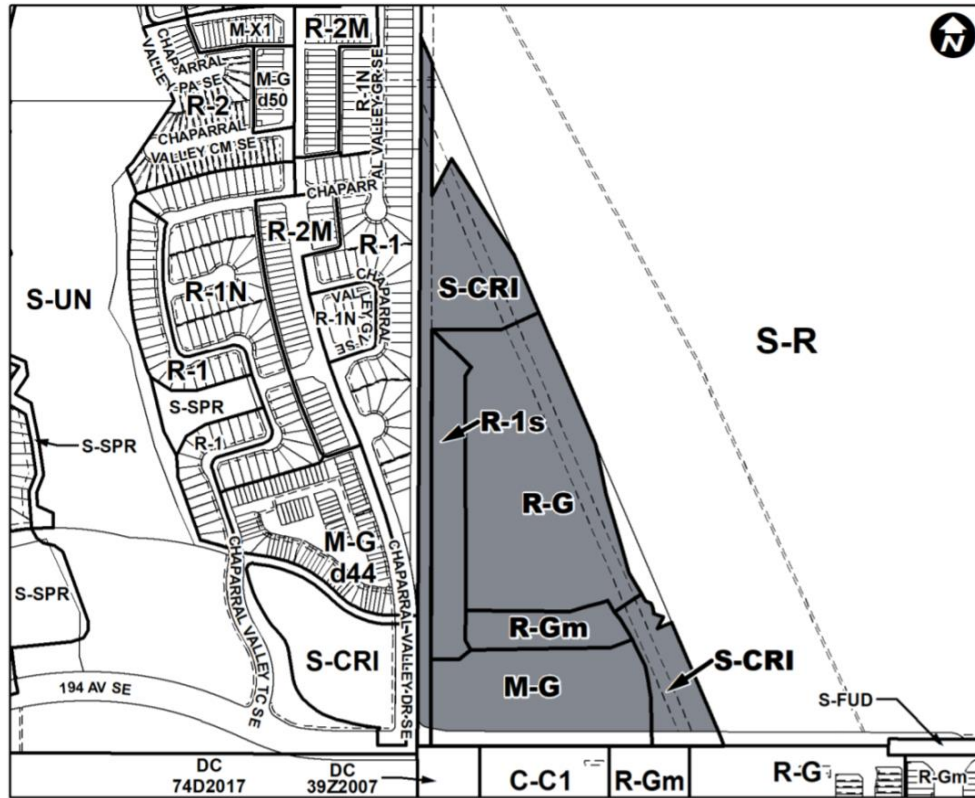 M-X1
R-2M
N
CHAPARRAL
VALLEY
PA SE
M-G
d50
R-2
R-1N
AL VALLEY GR SE
CHAPARRAL
VALLEY CM SE
CHAPARR
R-2M
R-1
S-UN
R-1N
S-CRI
CHAPARRAL
R-1N
S-R
R-1
S-SPR
R-1s
S-SPR
R-1
R-G
M-G
d44
CHAPARRAL VALLEY TC SE
CHAPARRAL VALLEY DR SE
S-SPR
R-Gm
S-CRI
S-CRI
M-G
194 AV SE
S-FUD
DC
74D2017
DC
39Z2007
C-C1
R-Gm
R-G
R-Gm